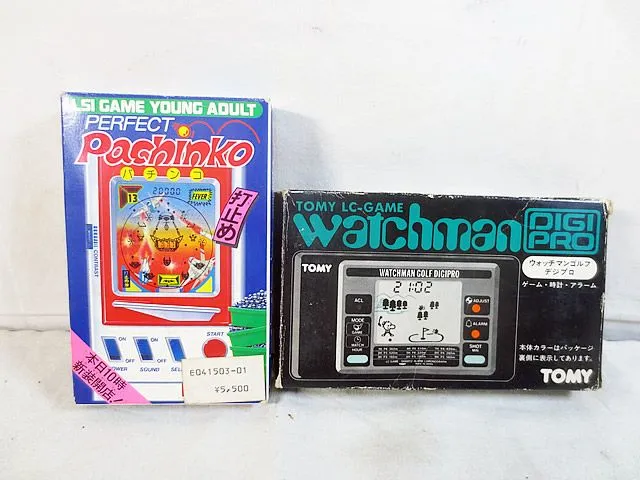 LSI GAME YOUNG ADULT
PERFECT
Pachinko
パチンコ
13
20000
FEVER
打止め
CONTRAST
ON
ON
START
OFF
OFF
POWER
SOUND
本日10時
新装開店!
E041503-01
¥5,500
TOMY LC-GAME
watchman
DIGI
PRO
ウォッチマンゴルフ
デジプロ
ゲーム・時計・アラーム
TOMY
WATCHMAN GOLF DIGIPRO
21:02
ACL
MODE
GAME
WATCH
HOUR
ADJUST
ALARM
SHOT
MIN
本体カラーはパッケージ
裏側に表示してあります。
TOMY